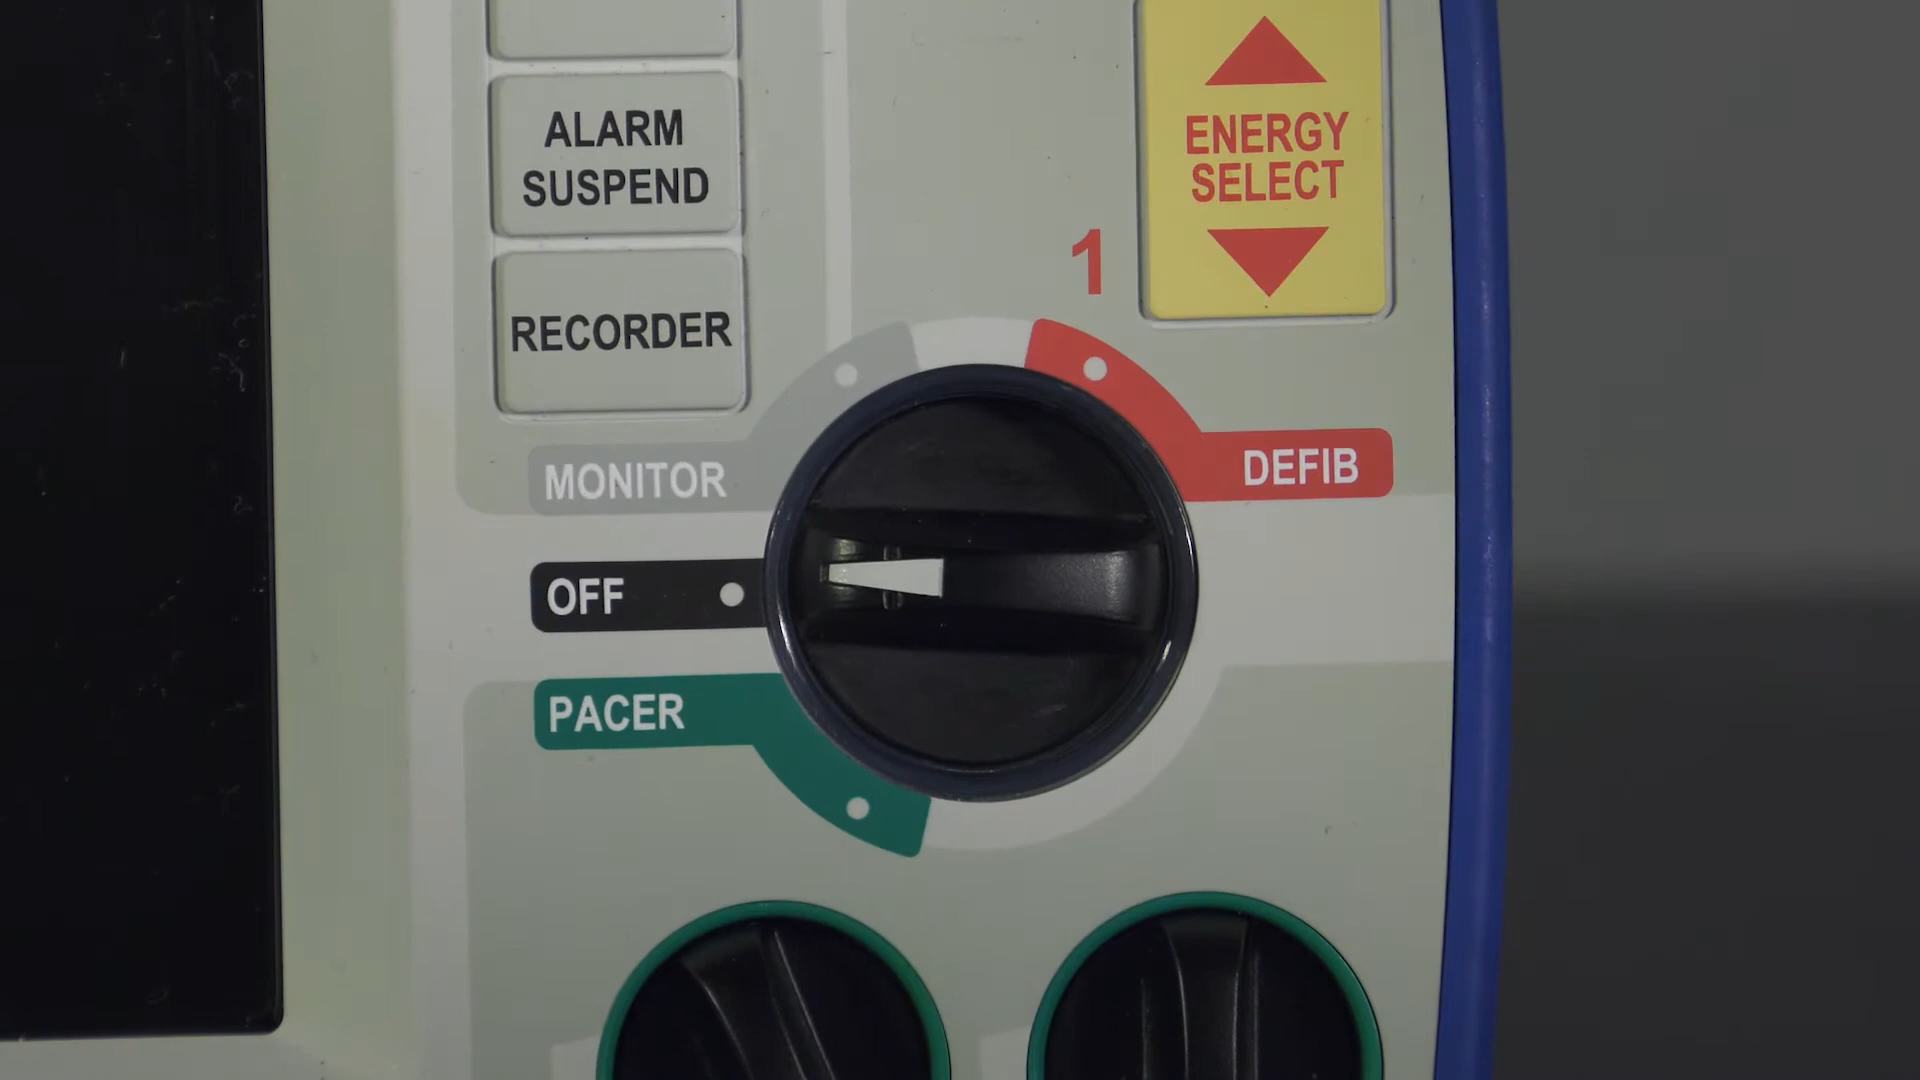 ALARM
SUSPEND
RECORDER
ENERGY
SELECT
1
MONITOR
DEFIB
OFF
PACER